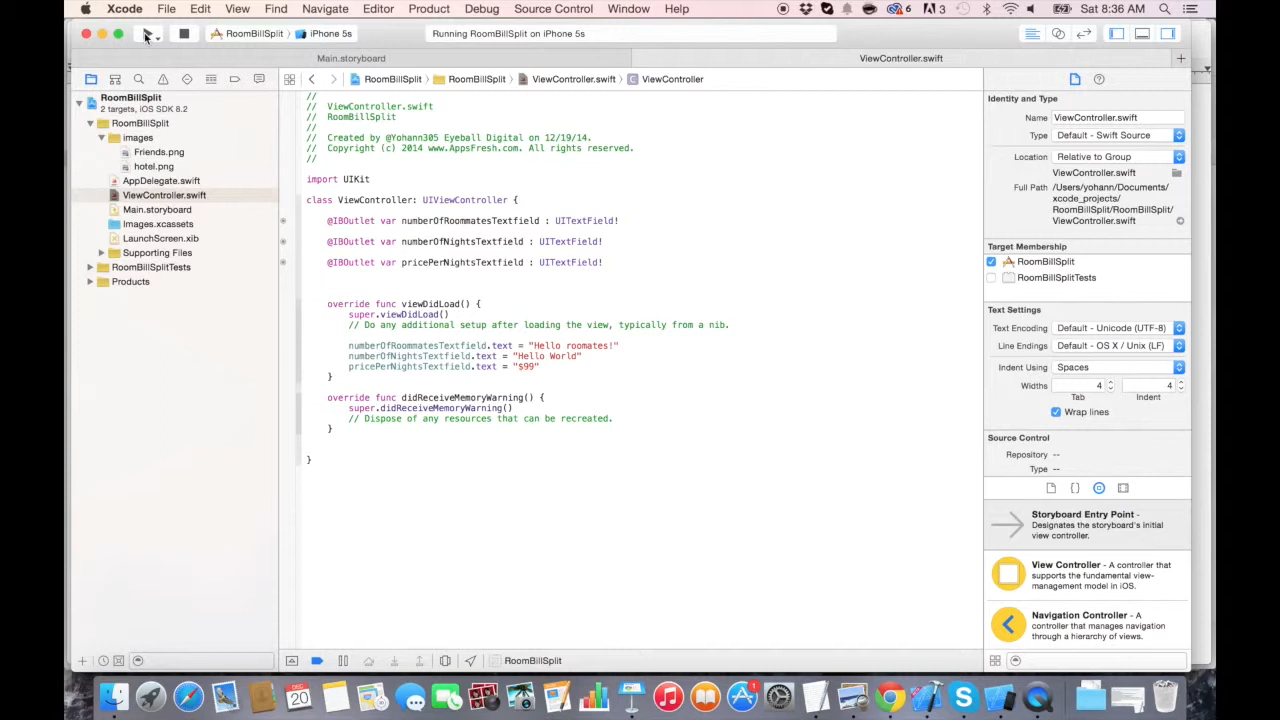 Xcode File Edit View Find Navigate Editor Product Debug Source Control Window Help 6 3 Sat 8:36 AM
RoomBillSplit iPhone 5s Running RoomBillSplit on iPhone 5s
Main.storyboard ViewController.swift
RoomBillSplit RoomBillSplit ViewController.swift C ViewController
RoomBillSplit
2 targets, iOS SDK 8.2
RoomBillSplit
images
Friends.png
hotel.png
AppDelegate.swift
ViewController.swift
Main.storyboard
Images.xcassets
LaunchScreen.xib
Supporting Files
RoomBillSplitTests
Products
//
// ViewController.swift
// RoomBillSplit
//
// Created by @Yohann305 Eyeball Digital on 12/19/14.
// Copyright (c) 2014 www.AppsFresh.com. All rights reserved.
//
import UIKit
class ViewController: UIViewController {
@IBOutlet var numberOfRoommatesTextfield : UITextField!
@IBOutlet var numberOfNightsTextfield : UITextField!
@IBOutlet var pricePerNightsTextfield : UITextField!
override func viewDidLoad() {
super.viewDidLoad()
// Do any additional setup after loading the view, typically from a nib.
numberOfRoommatesTextfield.text = "Hello roomates!"
numberOfNightsTextfield.text = "Hello World"
pricePerNightsTextfield.text = "$99"
}
override func didReceiveMemoryWarning() {
super.didReceiveMemoryWarning()
// Dispose of any resources that can be recreated.
}
}
Identity and Type
Name ViewController.swift
Type Default - Swift Source
Location Relative to Group
ViewController.swift
Full Path /Users/yohann/Documents/
xcode_projects/
RoomBillSplit/RoomBillSplit/
ViewController.swift
Target Membership
RoomBillSplit
RoomBillSplitTests
Text Settings
Text Encoding Default - Unicode (UTF-8)
Line Endings Default - OS X / Unix (LF)
Indent Using Spaces
Widths 4 4
Tab Indent
Wrap lines
Source Control
Repository --
Type --
Storyboard Entry Point -
Designates the storyboard's initial
view controller.
View Controller - A controller that
supports the fundamental view-
management model in iOS.
Navigation Controller - A
controller that manages navigation
through a hierarchy of views.
RoomBillSplit
DEC
20
1